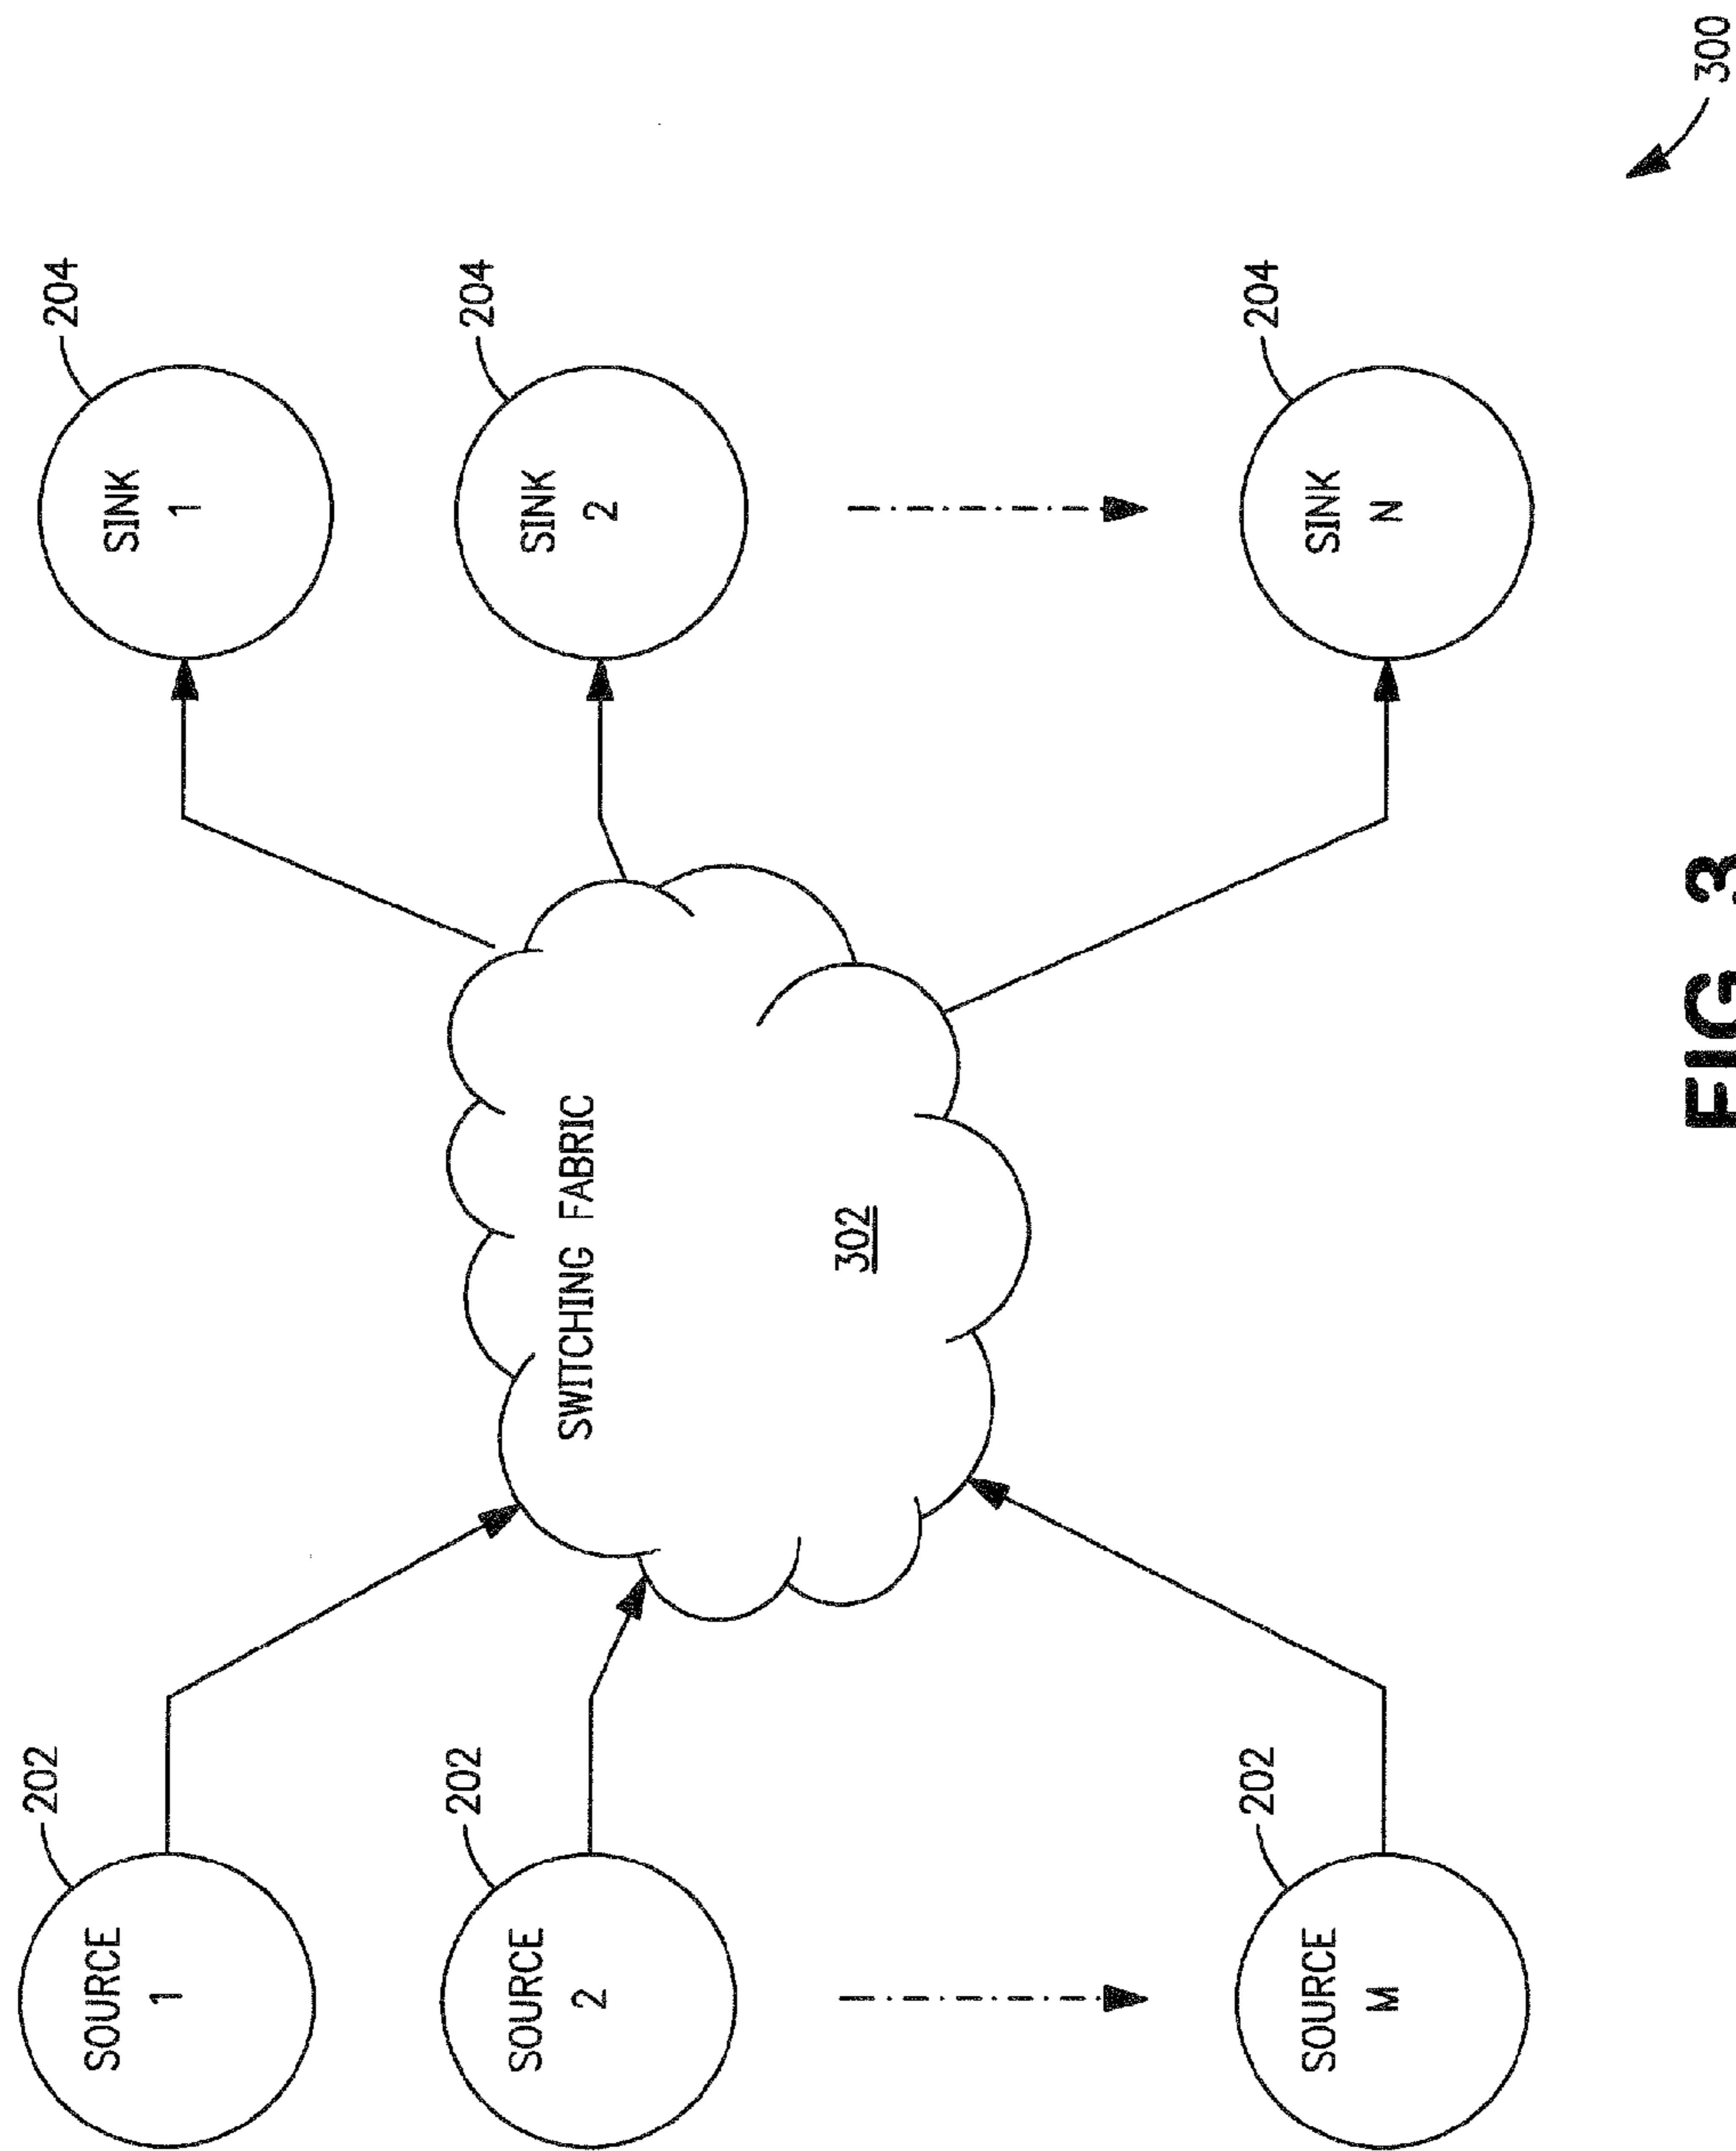 202
SOURCE
1
204
SINK
1
202
SOURCE
2
204
SINK
2
SWITCHING FABRIC
302
202
SOURCE
M
204
SINK
N
300
FIG. 3